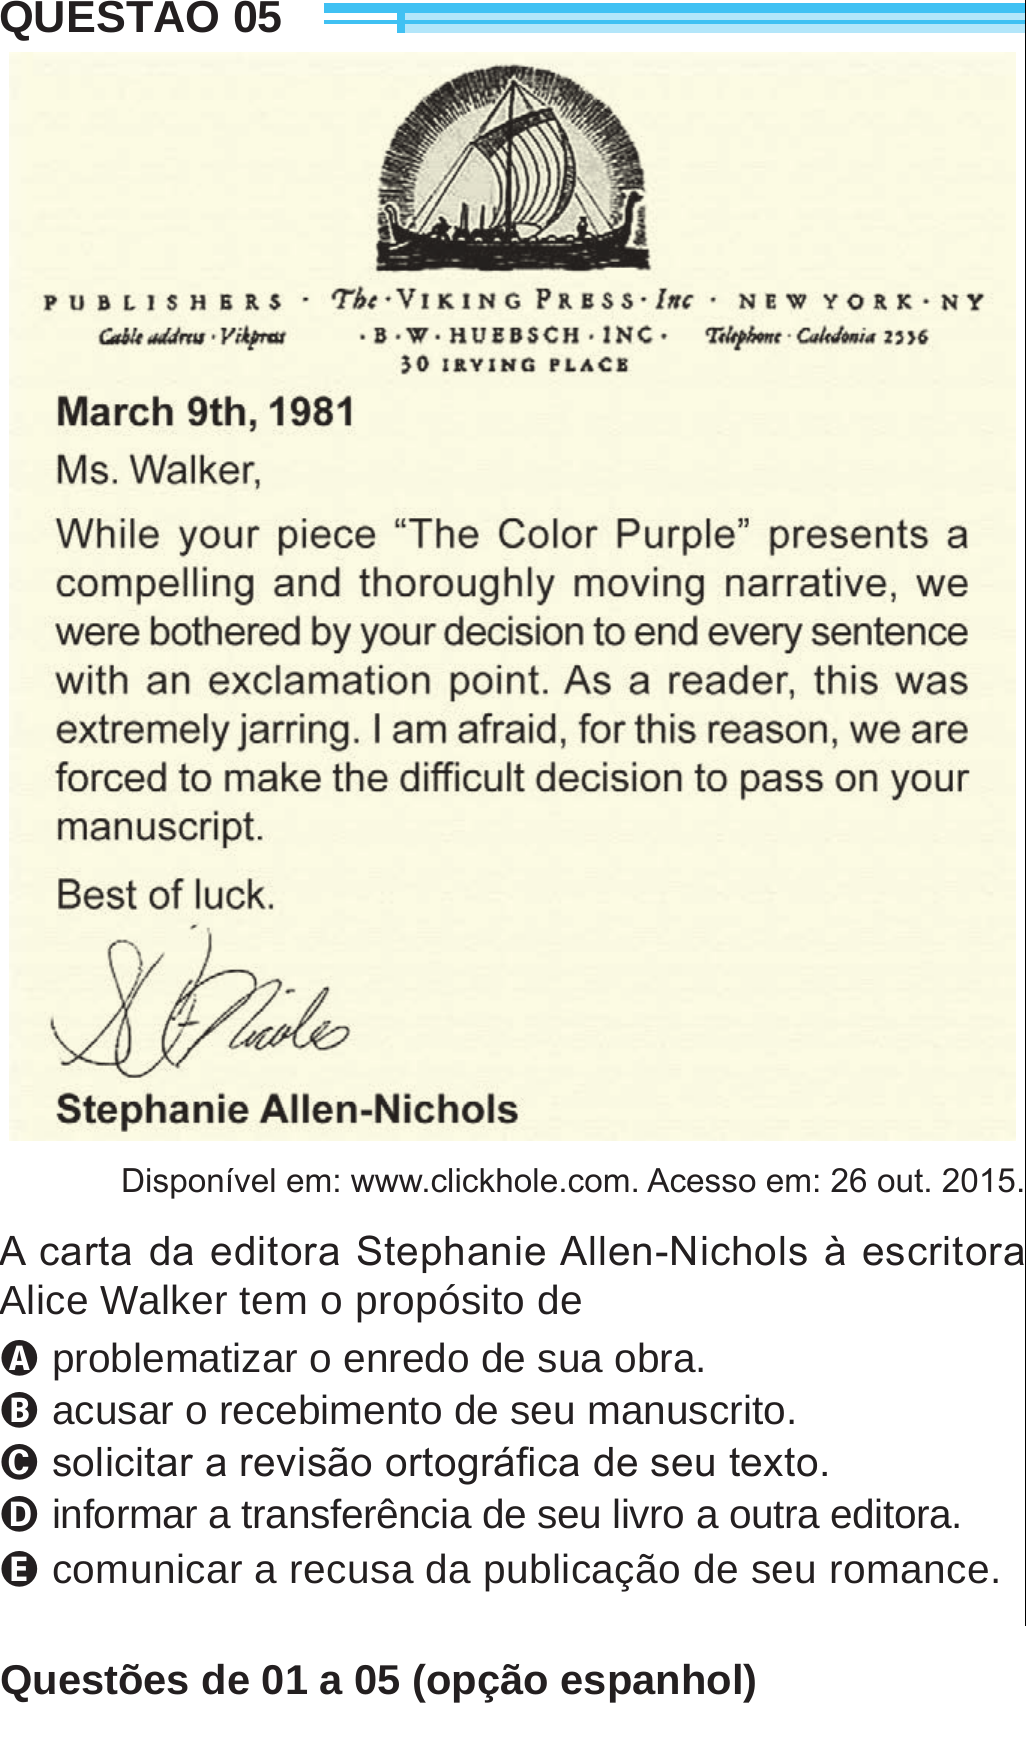 QUESTÃO 05
PUBLISHERS · The · VIKING PRESS · Inc · NEW YORK · NY
Cable address · Vikpress · B · W · HUEBSCH · INC · Telephone · Caledonia 2556
30 IRVING PLACE
March 9th, 1981
Ms. Walker,
While your piece “The Color Purple” presents a
compelling and thoroughly moving narrative, we
were bothered by your decision to end every sentence
with an exclamation point. As a reader, this was
extremely jarring. I am afraid, for this reason, we are
forced to make the difficult decision to pass on your
manuscript.
Best of luck.
Stephanie Allen-Nichols
Disponível em: www.clickhole.com. Acesso em: 26 out. 2015.
A carta da editora Stephanie Allen-Nichols à escritora
Alice Walker tem o propósito de
A problematizar o enredo de sua obra.
B acusar o recebimento de seu manuscrito.
C solicitar a revisão ortográfica de seu texto.
D informar a transferência de seu livro a outra editora.
E comunicar a recusa da publicação de seu romance.
Questões de 01 a 05 (opção espanhol)